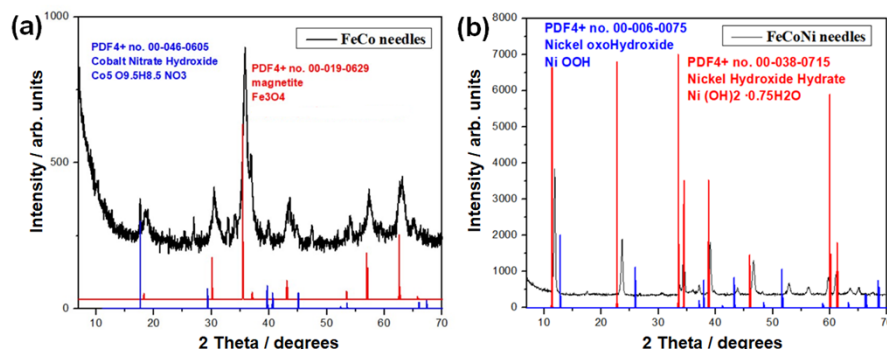 (a)
FeCo needles
PDF4+ no. 00-046-0605
Cobalt Nitrate Hydroxide
Co5 O9.5H8.5 NO3
PDF4+ no. 00-019-0629
magnetite
Fe3O4
Intensity / arb. units
1000
500
0
10 20 30 40 50 60 70
2 Theta / degrees
(b)
FeCoNi needles
PDF4+ no. 00-006-0075
Nickel oxoHydroxide
Ni OOH
PDF4+ no. 00-038-0715
Nickel Hydroxide Hydrate
Ni (OH)2 ·0.75H2O
Intensity / arb. units
8000
7000
6000
5000
4000
3000
2000
1000
0
10 20 30 40 50 60 70
2 Theta / degrees